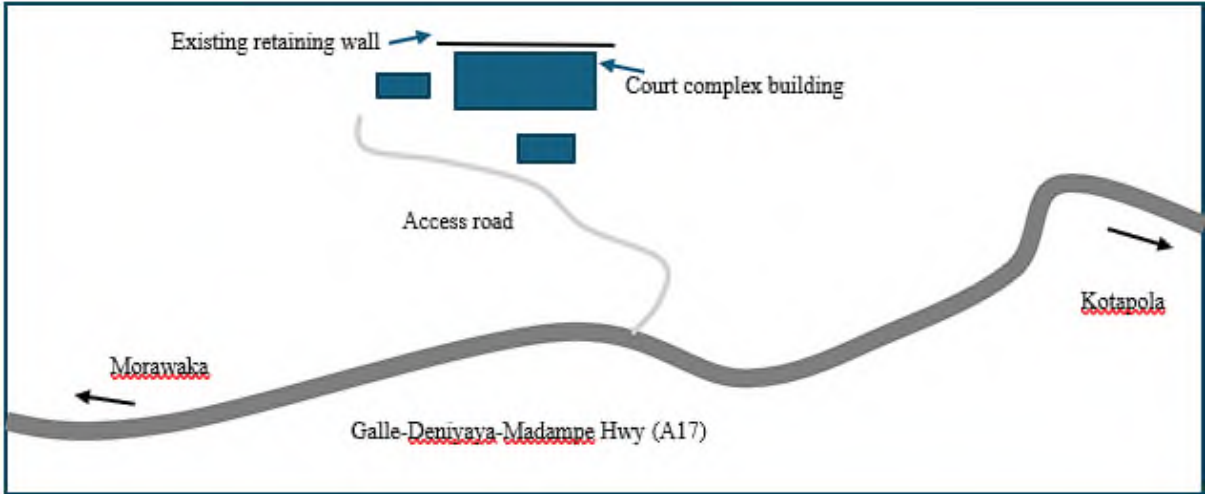 Existing retaining wall
Court complex building
Access road
Kotapola
Morawaka
Galle-Deniyaya-Madampe Hwy (A17)